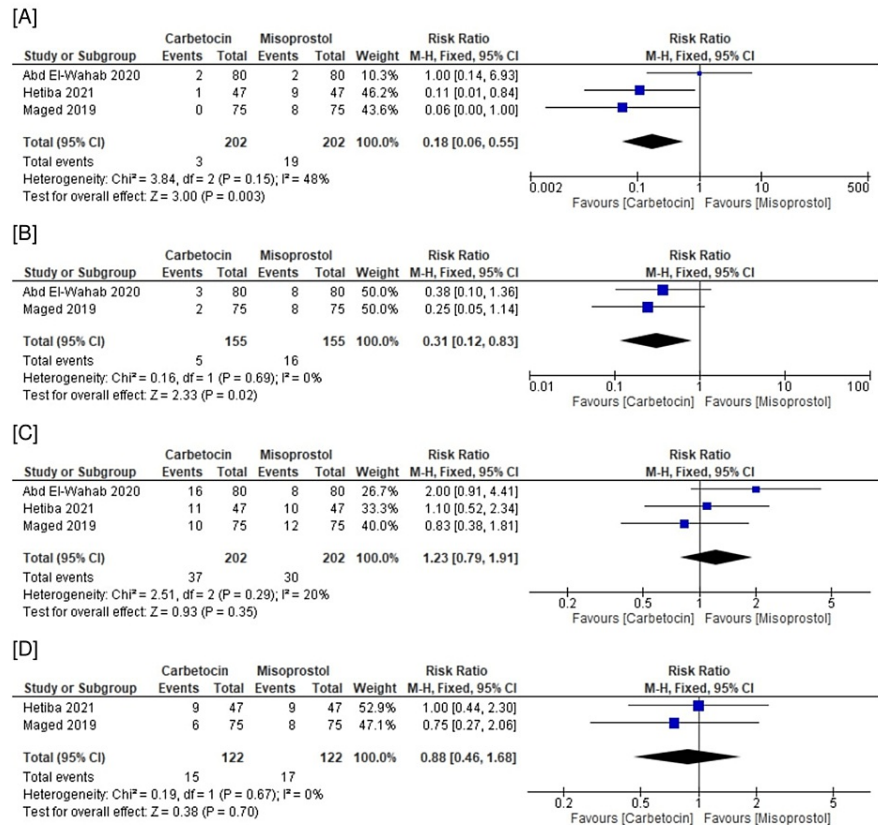 [A]
Carbetocin Misoprostol Risk Ratio Risk Ratio
Study or Subgroup Events Total Events Total Weight M-H, Fixed, 95% CI M-H, Fixed, 95% CI
Abd El-Wahab 2020 2 80 2 80 10.3% 1.00 [0.14, 6.93]
Hetiba 2021 1 47 9 47 46.2% 0.11 [0.01, 0.84]
Maged 2019 0 75 8 75 43.6% 0.06 [0.00, 1.00]
Total (95% CI) 202 202 100.0% 0.18 [0.06, 0.55]
Total events 3 19
Heterogeneity: Chi² = 3.84, df = 2 (P = 0.15); I² = 48%
Test for overall effect: Z = 3.00 (P = 0.003)
0.002 0.1 1 10 500
Favours [Carbetocin] Favours [Misoprostol]
[B]
Carbetocin Misoprostol Risk Ratio Risk Ratio
Study or Subgroup Events Total Events Total Weight M-H, Fixed, 95% CI M-H, Fixed, 95% CI
Abd El-Wahab 2020 3 80 8 80 50.0% 0.38 [0.10, 1.36]
Maged 2019 2 75 8 75 50.0% 0.25 [0.05, 1.14]
Total (95% CI) 155 155 100.0% 0.31 [0.12, 0.83]
Total events 5 16
Heterogeneity: Chi² = 0.16, df = 1 (P = 0.69); I² = 0%
Test for overall effect: Z = 2.33 (P = 0.02)
0.01 0.1 1 10 100
Favours [Carbetocin] Favours [Misoprostol]
[C]
Carbetocin Misoprostol Risk Ratio Risk Ratio
Study or Subgroup Events Total Events Total Weight M-H, Fixed, 95% CI M-H, Fixed, 95% CI
Abd El-Wahab 2020 16 80 8 80 26.7% 2.00 [0.91, 4.41]
Hetiba 2021 11 47 10 47 33.3% 1.10 [0.52, 2.34]
Maged 2019 10 75 12 75 40.0% 0.83 [0.38, 1.81]
Total (95% CI) 202 202 100.0% 1.23 [0.79, 1.91]
Total events 37 30
Heterogeneity: Chi² = 2.51, df = 2 (P = 0.29); I² = 20%
Test for overall effect: Z = 0.93 (P = 0.35)
0.2 0.5 1 2 5
Favours [Carbetocin] Favours [Misoprostol]
[D]
Carbetocin Misoprostol Risk Ratio Risk Ratio
Study or Subgroup Events Total Events Total Weight M-H, Fixed, 95% CI M-H, Fixed, 95% CI
Hetiba 2021 9 47 9 47 52.9% 1.00 [0.44, 2.30]
Maged 2019 6 75 8 75 47.1% 0.75 [0.27, 2.06]
Total (95% CI) 122 122 100.0% 0.88 [0.46, 1.68]
Total events 15 17
Heterogeneity: Chi² = 0.19, df = 1 (P = 0.67); I² = 0%
Test for overall effect: Z = 0.38 (P = 0.70)
0.2 0.5 1 2 5
Favours [Carbetocin] Favours [Misoprostol]